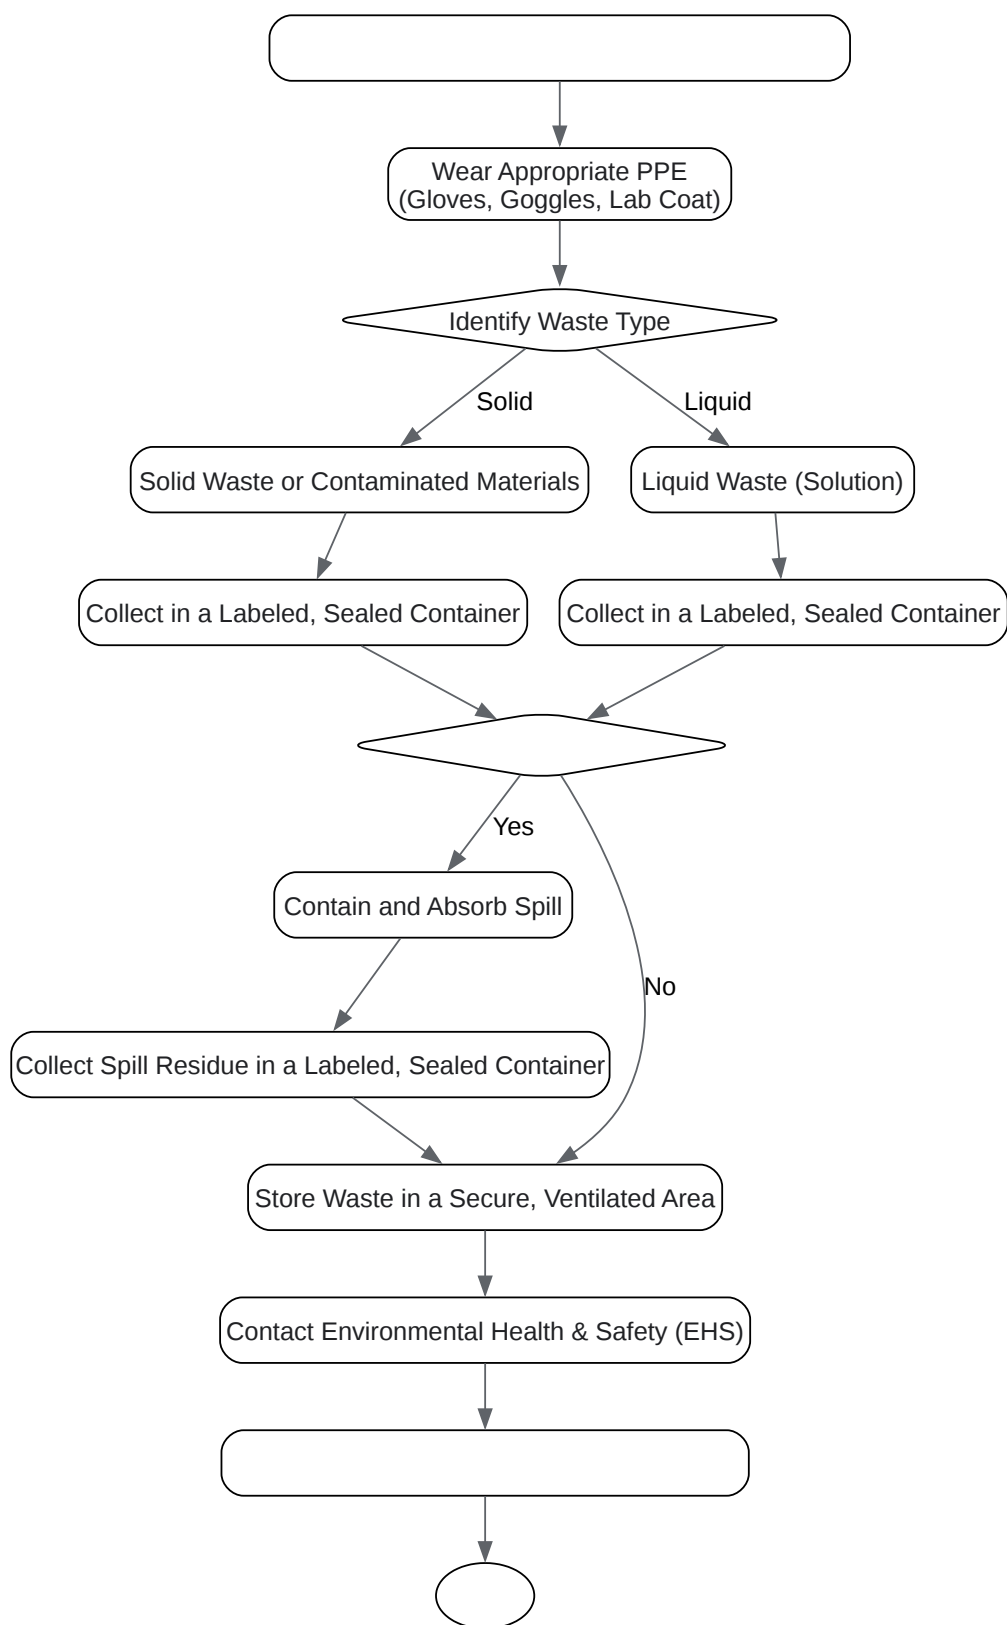 Wear Appropriate PPE
(Gloves, Goggles, Lab Coat)
Identify Waste Type
Solid
Liquid
Solid Waste or Contaminated Materials
Liquid Waste (Solution)
Collect in a Labeled, Sealed Container
Collect in a Labeled, Sealed Container
Yes
Contain and Absorb Spill
No
Collect Spill Residue in a Labeled, Sealed Container
Store Waste in a Secure, Ventilated Area
Contact Environmental Health & Safety (EHS)